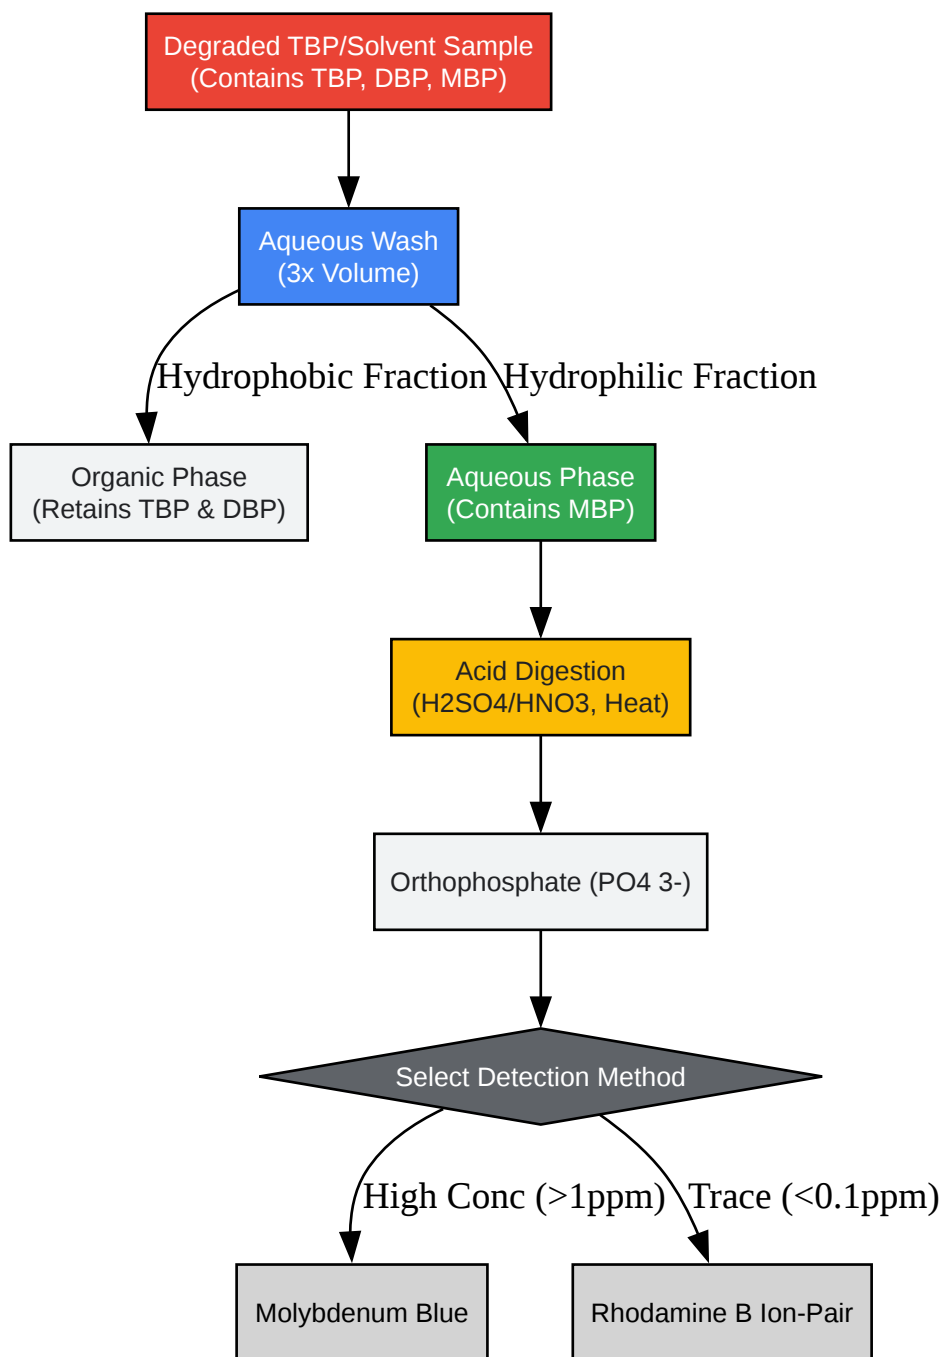 Degraded TBP/Solvent Sample
(Contains TBP, DBP, MBP)
Aqueous Wash
(3x Volume)
Hydrophobic Fraction
Hydrophilic Fraction
Organic Phase
(Retains TBP & DBP)
Aqueous Phase
(Contains MBP)
Acid Digestion
(H2SO4/HNO3, Heat)
Orthophosphate (PO4 3-)
Select Detection Method
High Conc (>1ppm)
Trace (<0.1ppm)
Molybdenum Blue
Rhodamine B Ion-Pair